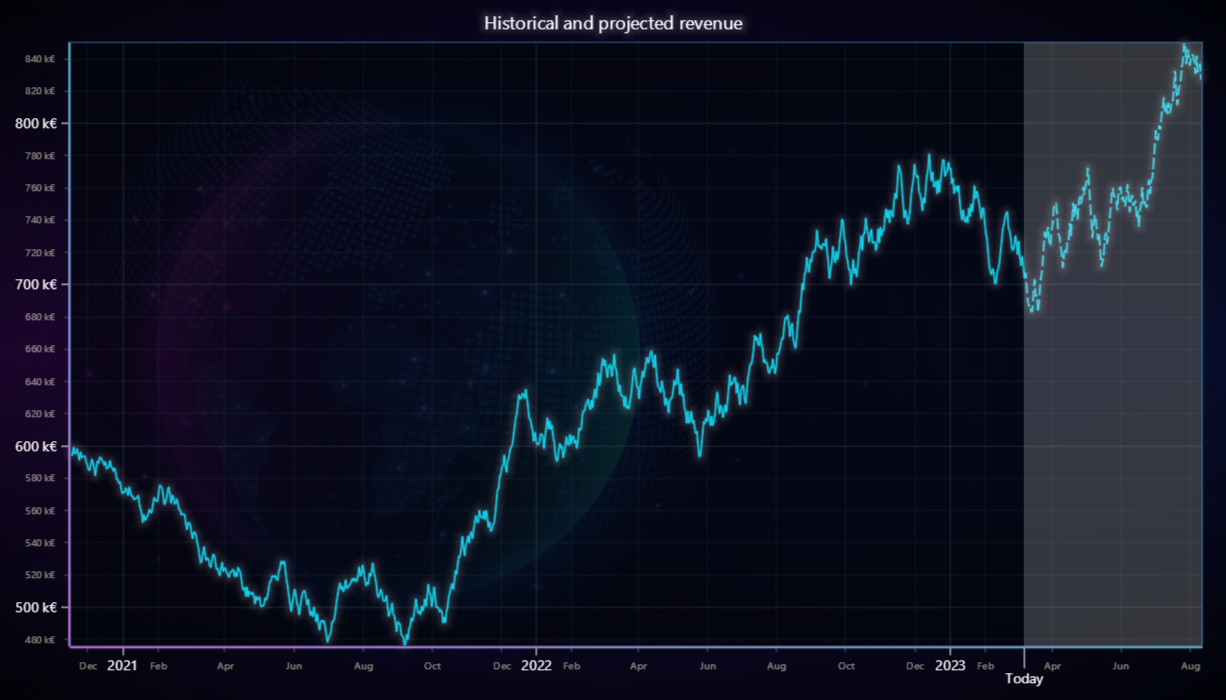 Historical and projected revenue
840 k€
820 k€
800 k€
780 k€
760 k€
740 k€
720 k€
700 k€
680 k€
660 k€
640 k€
620 k€
600 k€
580 k€
560 k€
540 k€
520 k€
500 k€
480 k€
Dec 2021 Feb Apr Jun Aug Oct Dec 2022 Feb Apr Jun Aug Oct Dec 2023 Feb Apr Jun Aug
Today